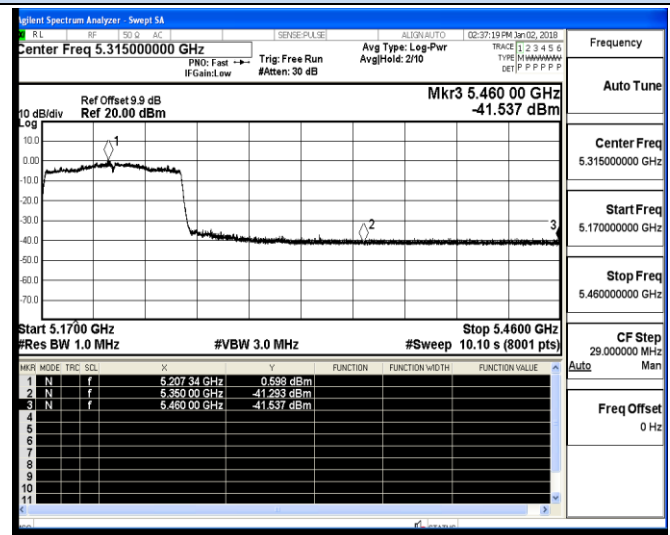 Agilent Spectrum Analyzer - Swept SA
RL RF 50 Ω AC SENSE:PULSE ALIGNAUTO 02:37:19 PM Jan 02, 2018
Center Freq 5.315000000 GHz
PNO: Fast
IFGain:Low
Trig: Free Run
#Atten: 30 dB
Avg Type: Log-Pwr
Avg|Hold: 2/10
TRACE 1 2 3 4 5 6
TYPE MWWWWW
DET P P P P P P
Ref Offset 9.9 dB
10 dB/div Ref 20.00 dBm
Log
Mkr3 5.460 00 GHz
-41.537 dBm
10.0
0.00
-10.0
-20.0
-30.0
-40.0
-50.0
-60.0
-70.0
1
2
3
Start 5.1700 GHz
Stop 5.4600 GHz
#Res BW 1.0 MHz
#VBW 3.0 MHz
#Sweep 10.10 s (8001 pts)
MKR MODE TRC SCL X Y FUNCTION FUNCTION WIDTH FUNCTION VALUE
1 N f 5.207 34 GHz 0.598 dBm
2 N f 5.350 00 GHz -41.293 dBm
3 N f 5.460 00 GHz -41.537 dBm
4
5
6
7
8
9
10
11
STATUS
Frequency
Auto Tune
Center Freq
5.315000000 GHz
Start Freq
5.170000000 GHz
Stop Freq
5.460000000 GHz
CF Step
29.000000 MHz
Auto Man
Freq Offset
0 Hz